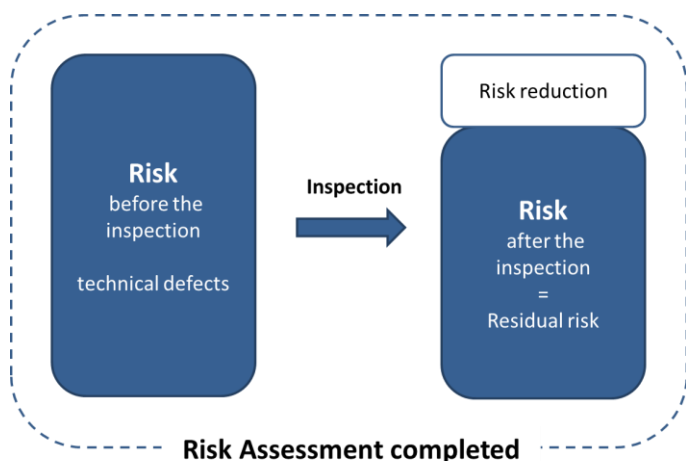 Risk
before the
inspection
technical defects
Inspection
Risk reduction
Risk
after the
inspection
=
Residual risk
Risk Assessment completed